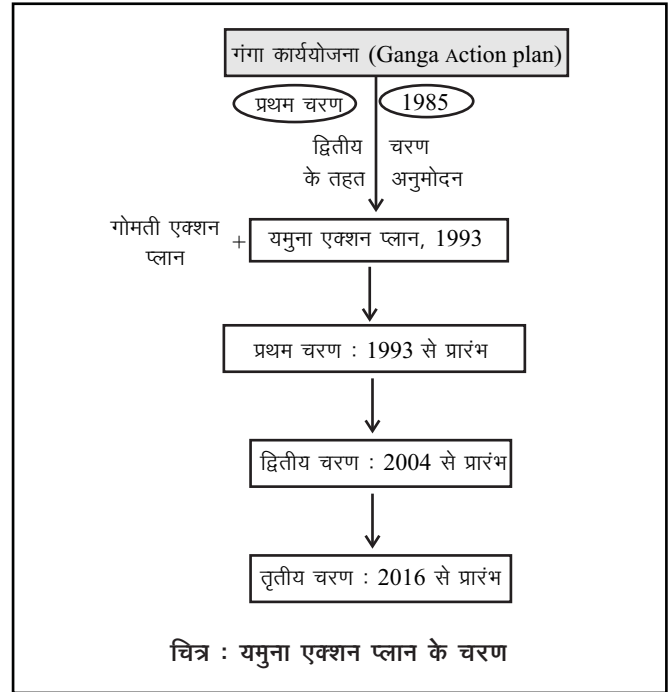 गंगा कार्ययोजना (Ganga Action plan)
प्रथम चरण 1985
द्वितीय चरण
के तहत अनुमोदन
गोमती एक्शन
प्लान
+
यमुना एक्शन प्लान, 1993
प्रथम चरण : 1993 से प्रारंभ
द्वितीय चरण : 2004 से प्रारंभ
तृतीय चरण : 2016 से प्रारंभ
चित्र : यमुना एक्शन प्लान के चरण